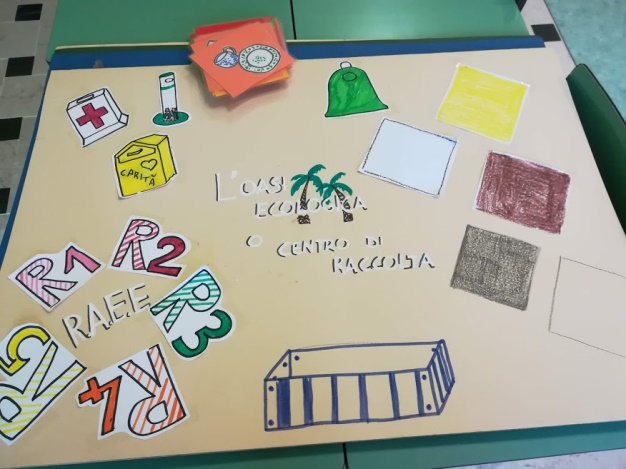 CARITÀ
L'OASI
ECOLOGICA
O CENTRO DI
RACCOLTA
R1
R2
RAEE
R3
R4
R5